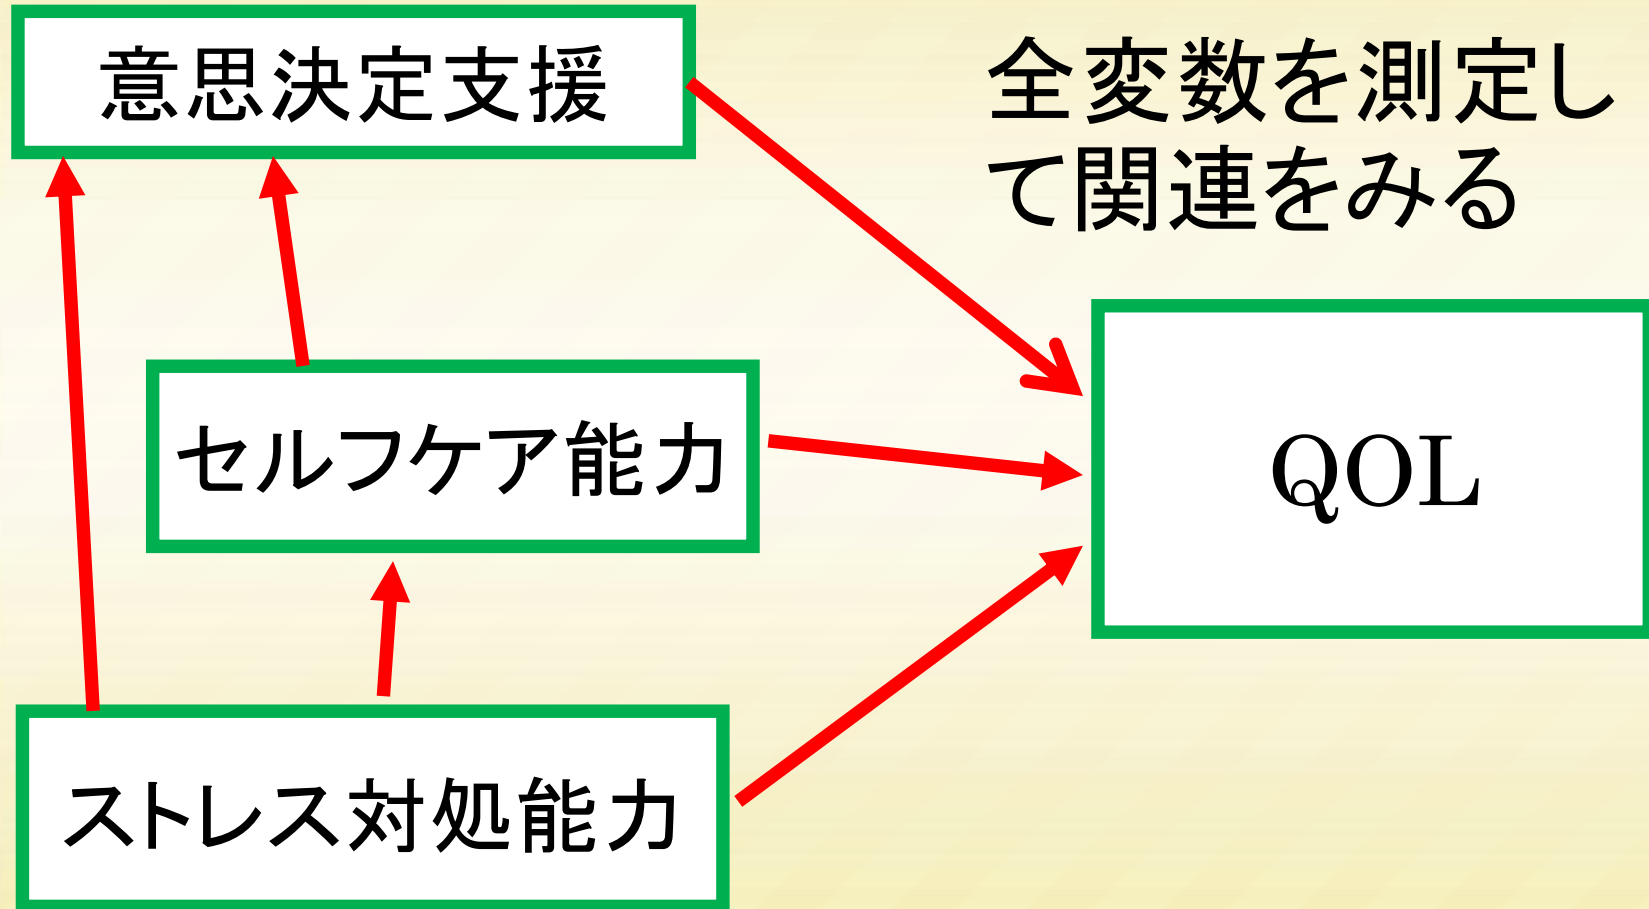 意思決定支援
全変数を測定し
て関連をみる
セルフケア能力
QOL
ストレス対処能力